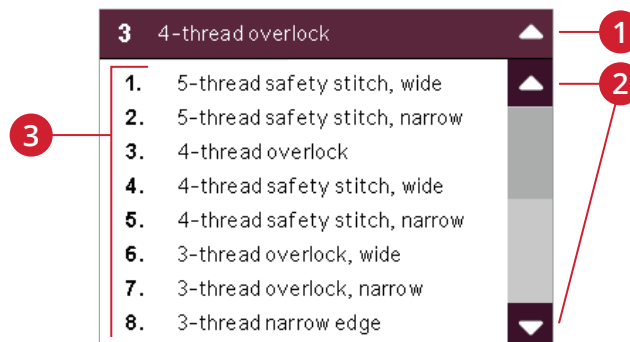 3 4-thread overlock
1
1. 5-thread safety stitch, wide
2
2. 5-thread safety stitch, narrow
3
3. 4-thread overlock
4. 4-thread safety stitch, wide
5. 4-thread safety stitch, narrow
6. 3-thread overlock, wide
7. 3-thread overlock, narrow
8. 3-thread narrow edge